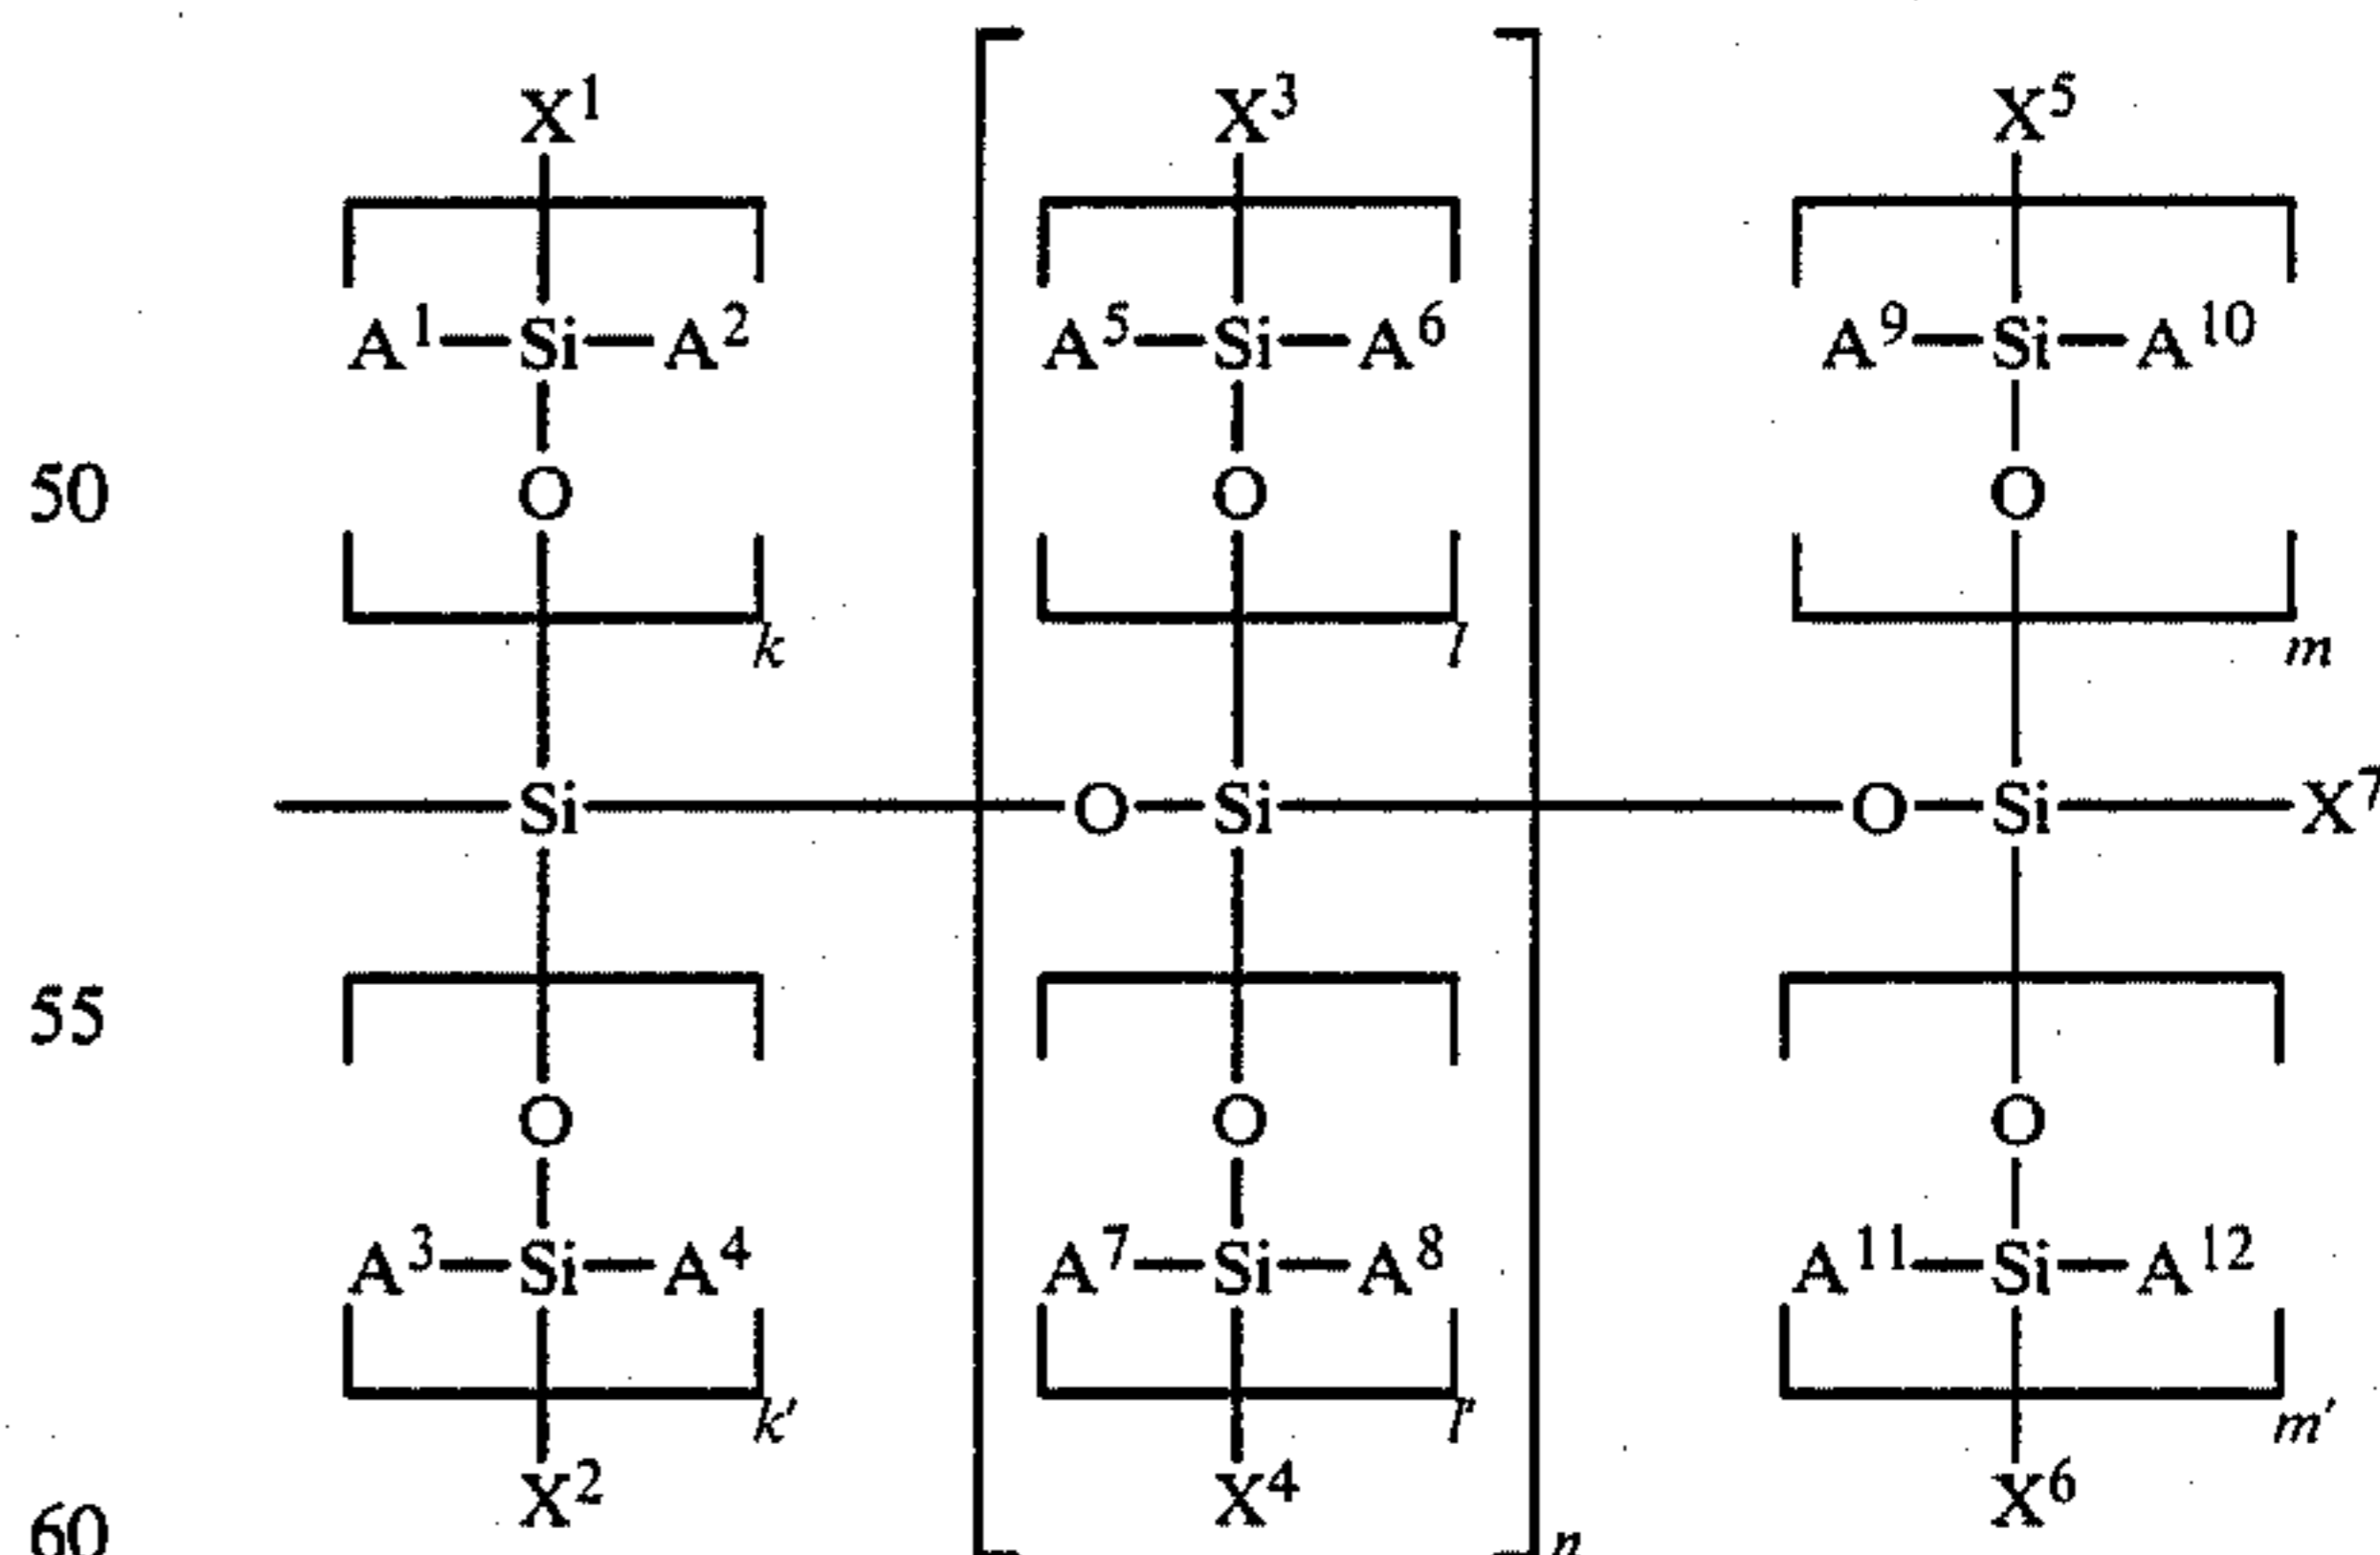 X¹ X³ X⁵
A¹—Si—A² A⁵—Si—A⁶ A⁹—Si—A¹⁰
50 O O O
k l m
—Si—O—Si—O—Si—X⁷
55
O O O
A³—Si—A⁴ A⁷—Si—A⁸ A¹¹—Si—A¹²
k' l' m'
X² X⁴ X⁶
60 n